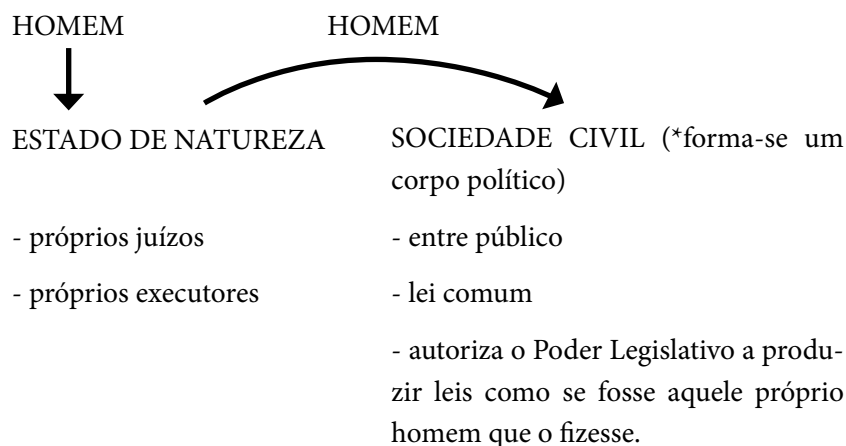 HOMEM HOMEM
ESTADO DE NATUREZA
- próprios juízos
- próprios executores
SOCIEDADE CIVIL (*forma-se um
corpo político)
- entre público
- lei comum
- autoriza o Poder Legislativo a produ-
zir leis como se fosse aquele próprio
homem que o fizesse.